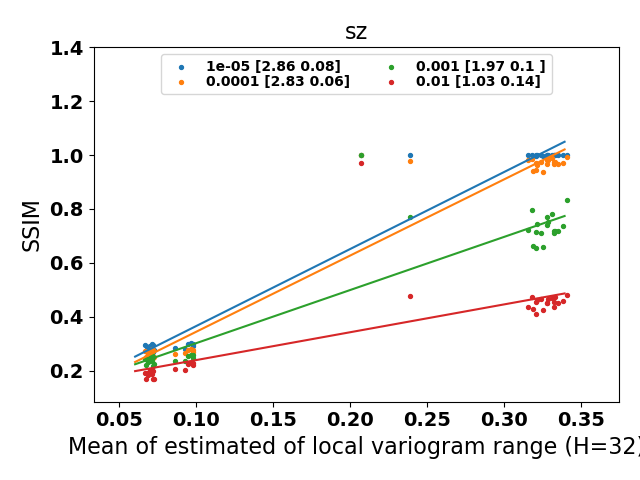 sz
1e-05 [2.86 0.08]
0.0001 [2.83 0.06]
0.001 [1.97 0.1 ]
0.01 [1.03 0.14]
SSIM
1.4
1.2
1.0
0.8
0.6
0.4
0.2
0.05 0.10 0.15 0.20 0.25 0.30 0.35
Mean of estimated of local variogram range (H=32)